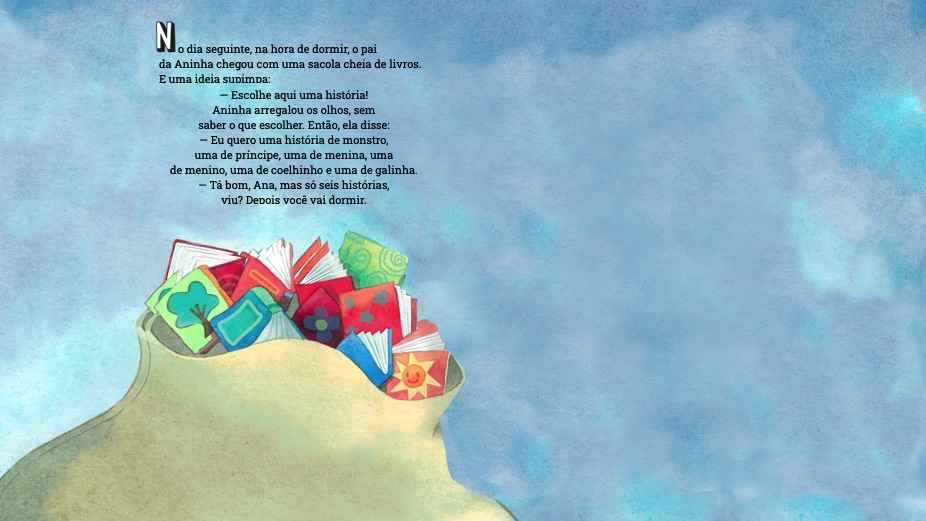 No dia seguinte, na hora de dormir, o pai
da Aninha chegou com uma sacola cheia de livros.
E uma ideia supimpa:
— Escolhe aqui uma história!
Aninha arregalou os olhos, sem
saber o que escolher. Então, ela disse:
— Eu quero uma história de monstro,
uma de príncipe, uma de menina, uma
de menino, uma de coelhinho e uma de galinha.
— Tá bom, Ana, mas só seis histórias,
viu? Depois você vai dormir.